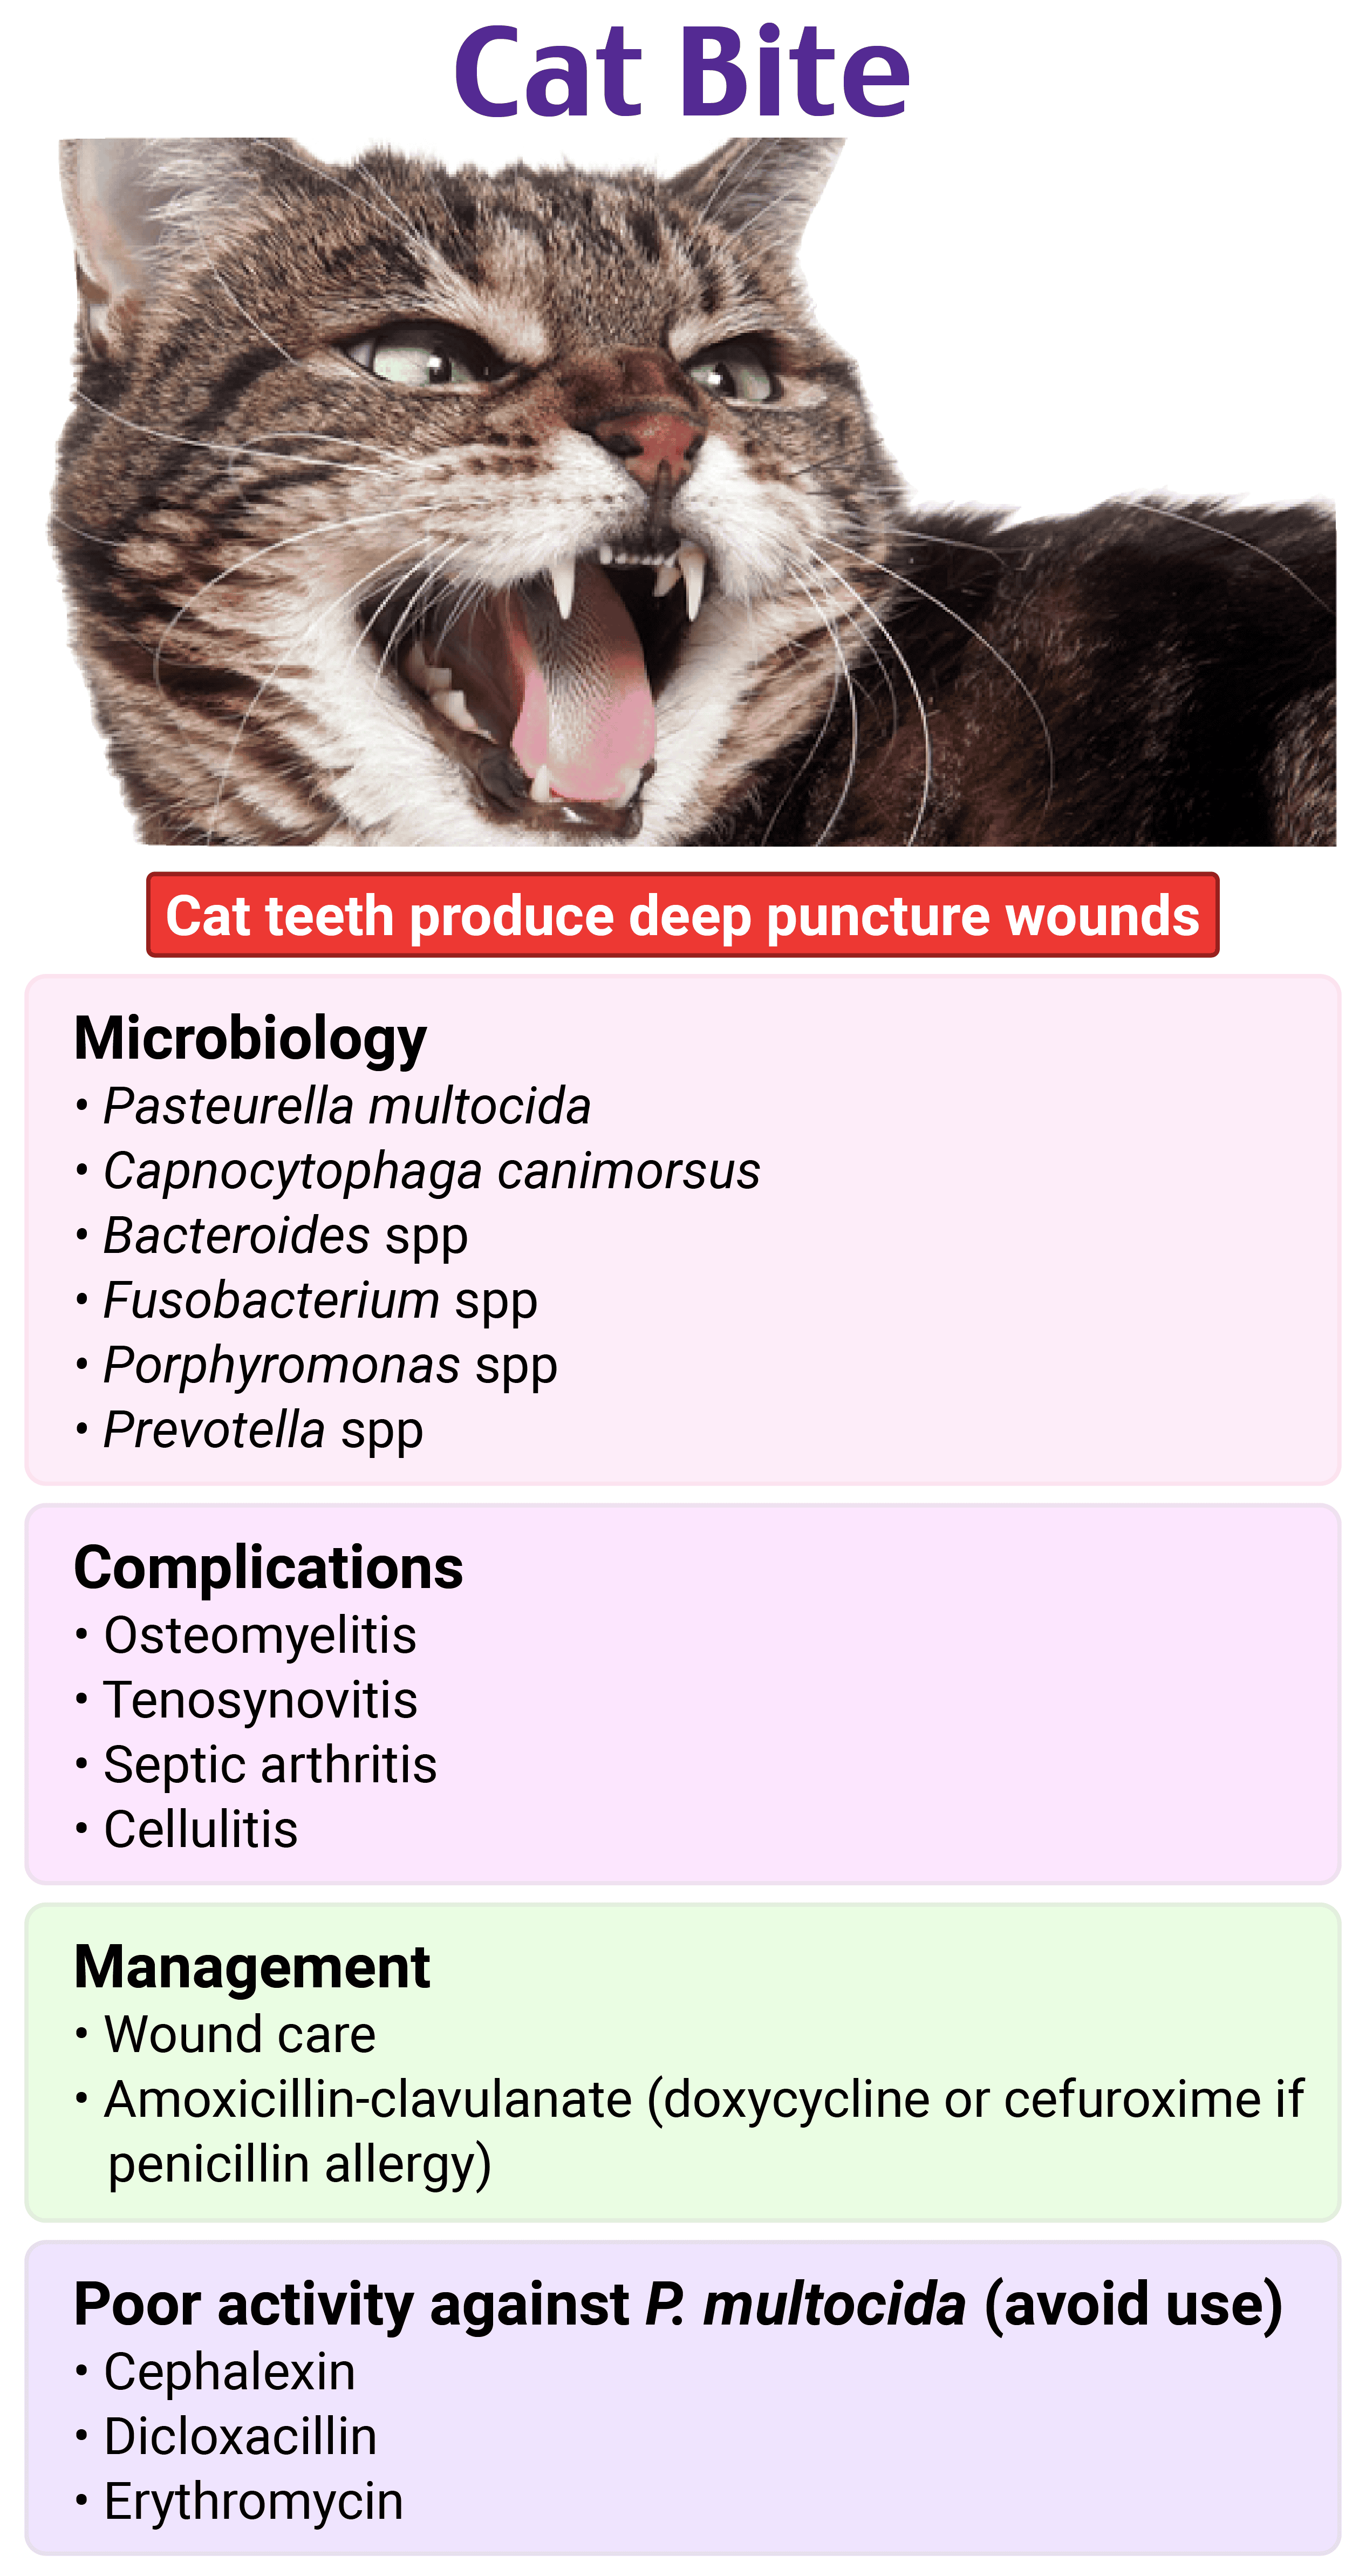 Cat Bite
Cat teeth produce deep puncture wounds
Microbiology
• Pasteurella multocida
• Capnocytophaga canimorsus
• Bacteroides spp
• Fusobacterium spp
• Porphyromonas spp
• Prevotella spp
Complications
• Osteomyelitis
• Tenosynovitis
• Septic arthritis
• Cellulitis
Management
• Wound care
• Amoxicillin-clavulanate (doxycycline or cefuroxime if
penicillin allergy)
Poor activity against P. multocida (avoid use)
• Cephalexin
• Dicloxacillin
• Erythromycin